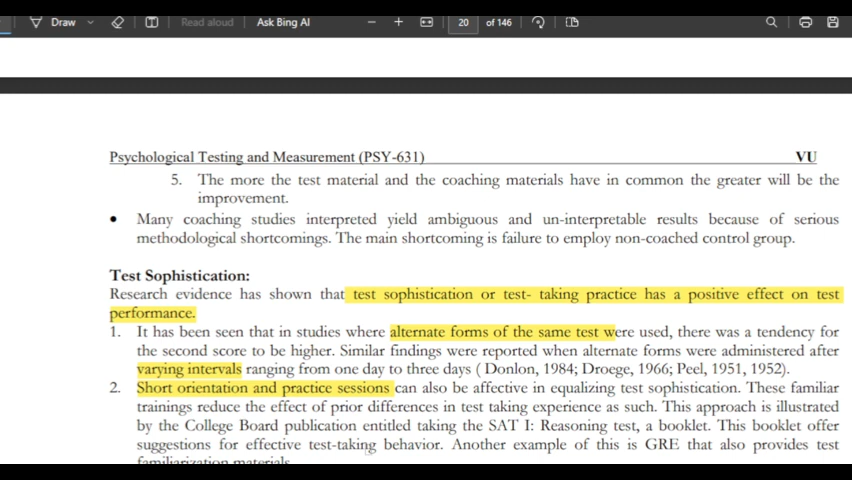 Draw
Read aloud
Ask Bing AI
20
of 146
Psychological Testing and Measurement (PSY-631)
VU
5. The more the test material and the coaching materials have in common the greater will be the
improvement.
• Many coaching studies interpreted yield ambiguous and un-interpretable results because of serious
methodological shortcomings. The main shortcoming is failure to employ non-coached control group.
Test Sophistication:
Research evidence has shown that test sophistication or test- taking practice has a positive effect on test
performance.
1. It has been seen that in studies where alternate forms of the same test were used, there was a tendency for
the second score to be higher. Similar findings were reported when alternate forms were administered after
varying intervals ranging from one day to three days ( Donlon, 1984; Droege, 1966; Peel, 1951, 1952).
2. Short orientation and practice sessions can also be affective in equalizing test sophistication. These familiar
trainings reduce the effect of prior differences in test taking experience as such. This approach is illustrated
by the College Board publication entitled taking the SAT I: Reasoning test, a booklet. This booklet offer
suggestions for effective test-taking behavior. Another example of this is GRE that also provides test
familiarization materials.